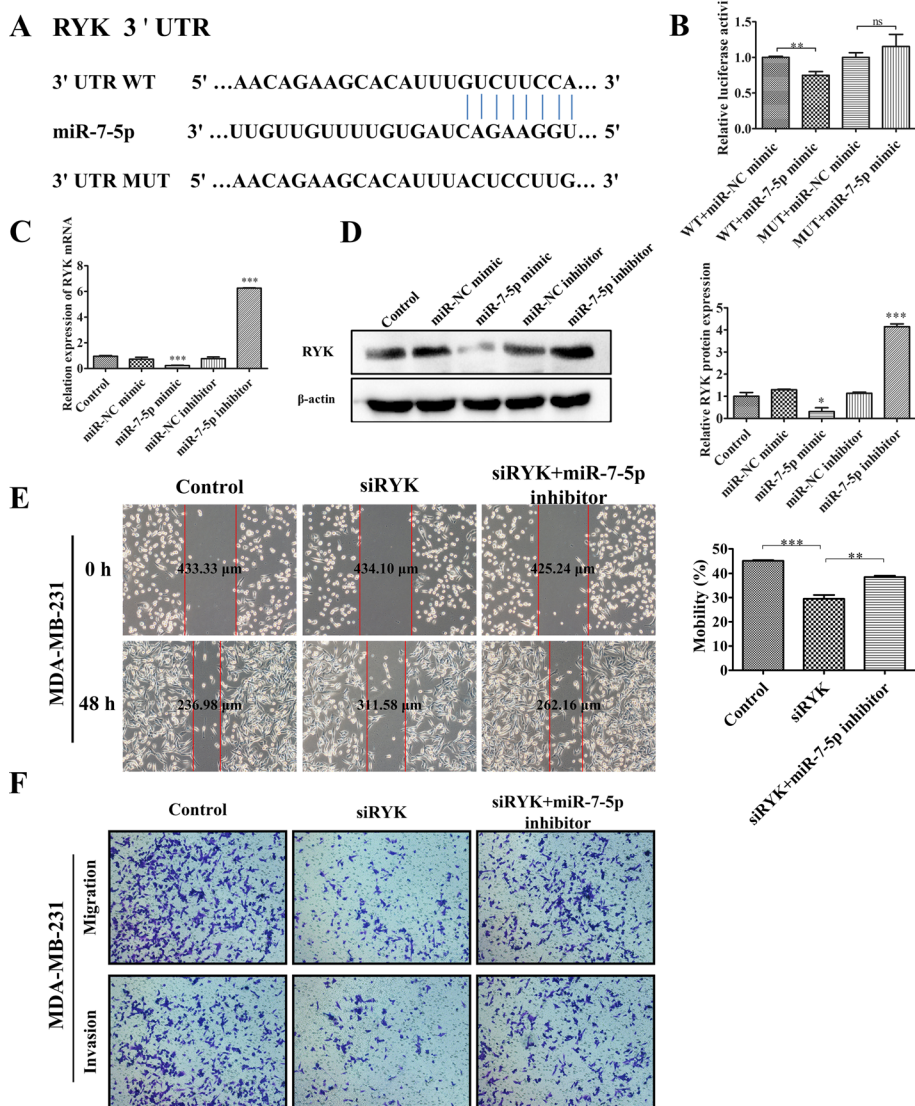 A RYK 3 ' UTR
3' UTR WT 5' …AACAGAAGCACAUUUGUCUUCCA… 3'
miR-7-5p 3' …UUGUUGUUUUGUGAUCAGAAGGU… 5'
3' UTR MUT 5' …AACAGAAGCACAUUUACUCCUUG… 3'
B
Relative luciferase activi
1.5
1.0
0.5
0.0
**
ns
WT+miR-NC mimic
WT+miR-7-5p mimic
MUT+miR-NC mimic
MUT+miR-7-5p mimic
C
Relation expression of RYK mRNA
8
6
4
2
0
***
***
Control
miR-NC mimic
miR-7-5p mimic
miR-NC inhibitor
miR-7-5p inhibitor
D
Control
miR-NC mimic
miR-7-5p mimic
miR-NC inhibitor
miR-7-5p inhibitor
RYK
β-actin
Relative RYK protein expression
5
4
2
1
0
*
***
Control
miR-NC mimic
miR-7-5p mimic
miR-NC inhibitor
miR-7-5p inhibitor
E
Control
siRYK
siRYK+miR-7-5p
inhibitor
MDA-MB-231
0 h
433.33 μm
434.10 μm
425.24 μm
48 h
236.98 μm
311.58 μm
262.16 μm
Mobility (%)
50
40
30
20
10
0
***
**
Control
siRYK
siRYK+miR-7-5p inhibitor
F
Control
siRYK
siRYK+miR-7-5p
inhibitor
MDA-MB-231
Migration
Invasion